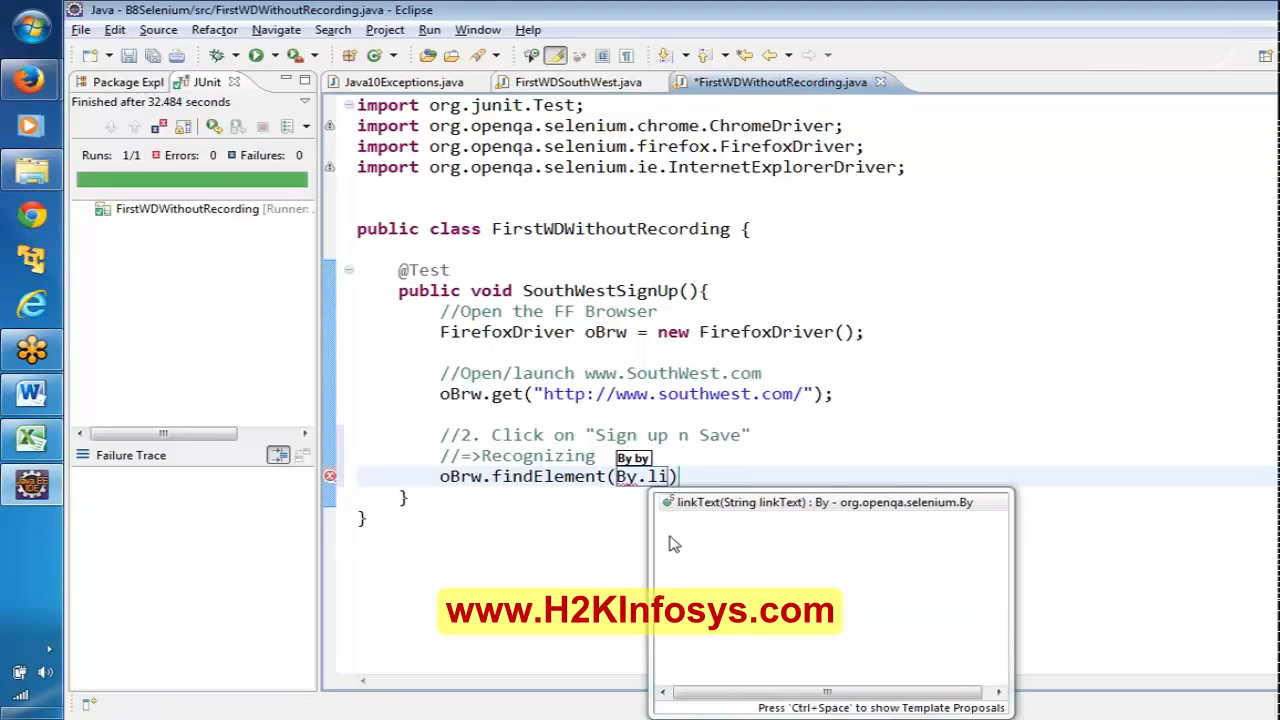 Java - B8Selenium/src/FirstWDWithoutRecording.java - Eclipse
File Edit Source Refactor Navigate Search Project Run Window Help
Package Expl JUnit
Java10Exceptions.java FirstWDSouthWest.java *FirstWDWithoutRecording.java
Finished after 32.484 seconds
Runs: 1/1 Errors: 0 Failures: 0
FirstWDWithoutRecording [Runner: .
Failure Trace
import org.junit.Test;
import org.openqa.selenium.chrome.ChromeDriver;
import org.openqa.selenium.firefox.FirefoxDriver;
import org.openqa.selenium.ie.InternetExplorerDriver;
public class FirstWDWithoutRecording {
@Test
public void SouthWestSignUp(){
//Open the FF Browser
FirefoxDriver oBrw = new FirefoxDriver();
//Open/launch www.SouthWest.com
oBrw.get("http://www.southwest.com/");
//2. Click on "Sign up n Save"
//=>Recognizing
By by
oBrw.findElement(By.li)
}
}
linkText(String linkText) : By - org.openqa.selenium.By
www.H2KInfosys.com
Press 'Ctrl+Space' to show Template Proposals